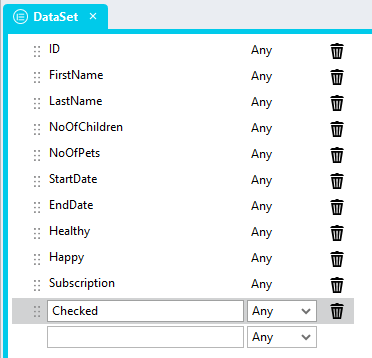 DataSet ×
ID Any
FirstName Any
LastName Any
NoOfChildren Any
NoOfPets Any
StartDate Any
EndDate Any
Healthy Any
Happy Any
Subscription Any
Checked Any
Any